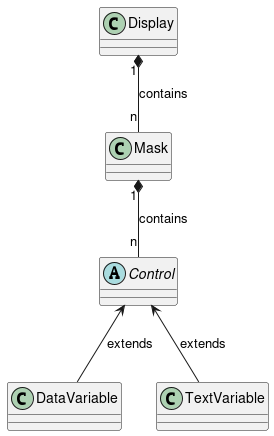 C Display
1
contains
n
C Mask
1
contains
n
A Control
extends
extends
C DataVariable
C TextVariable